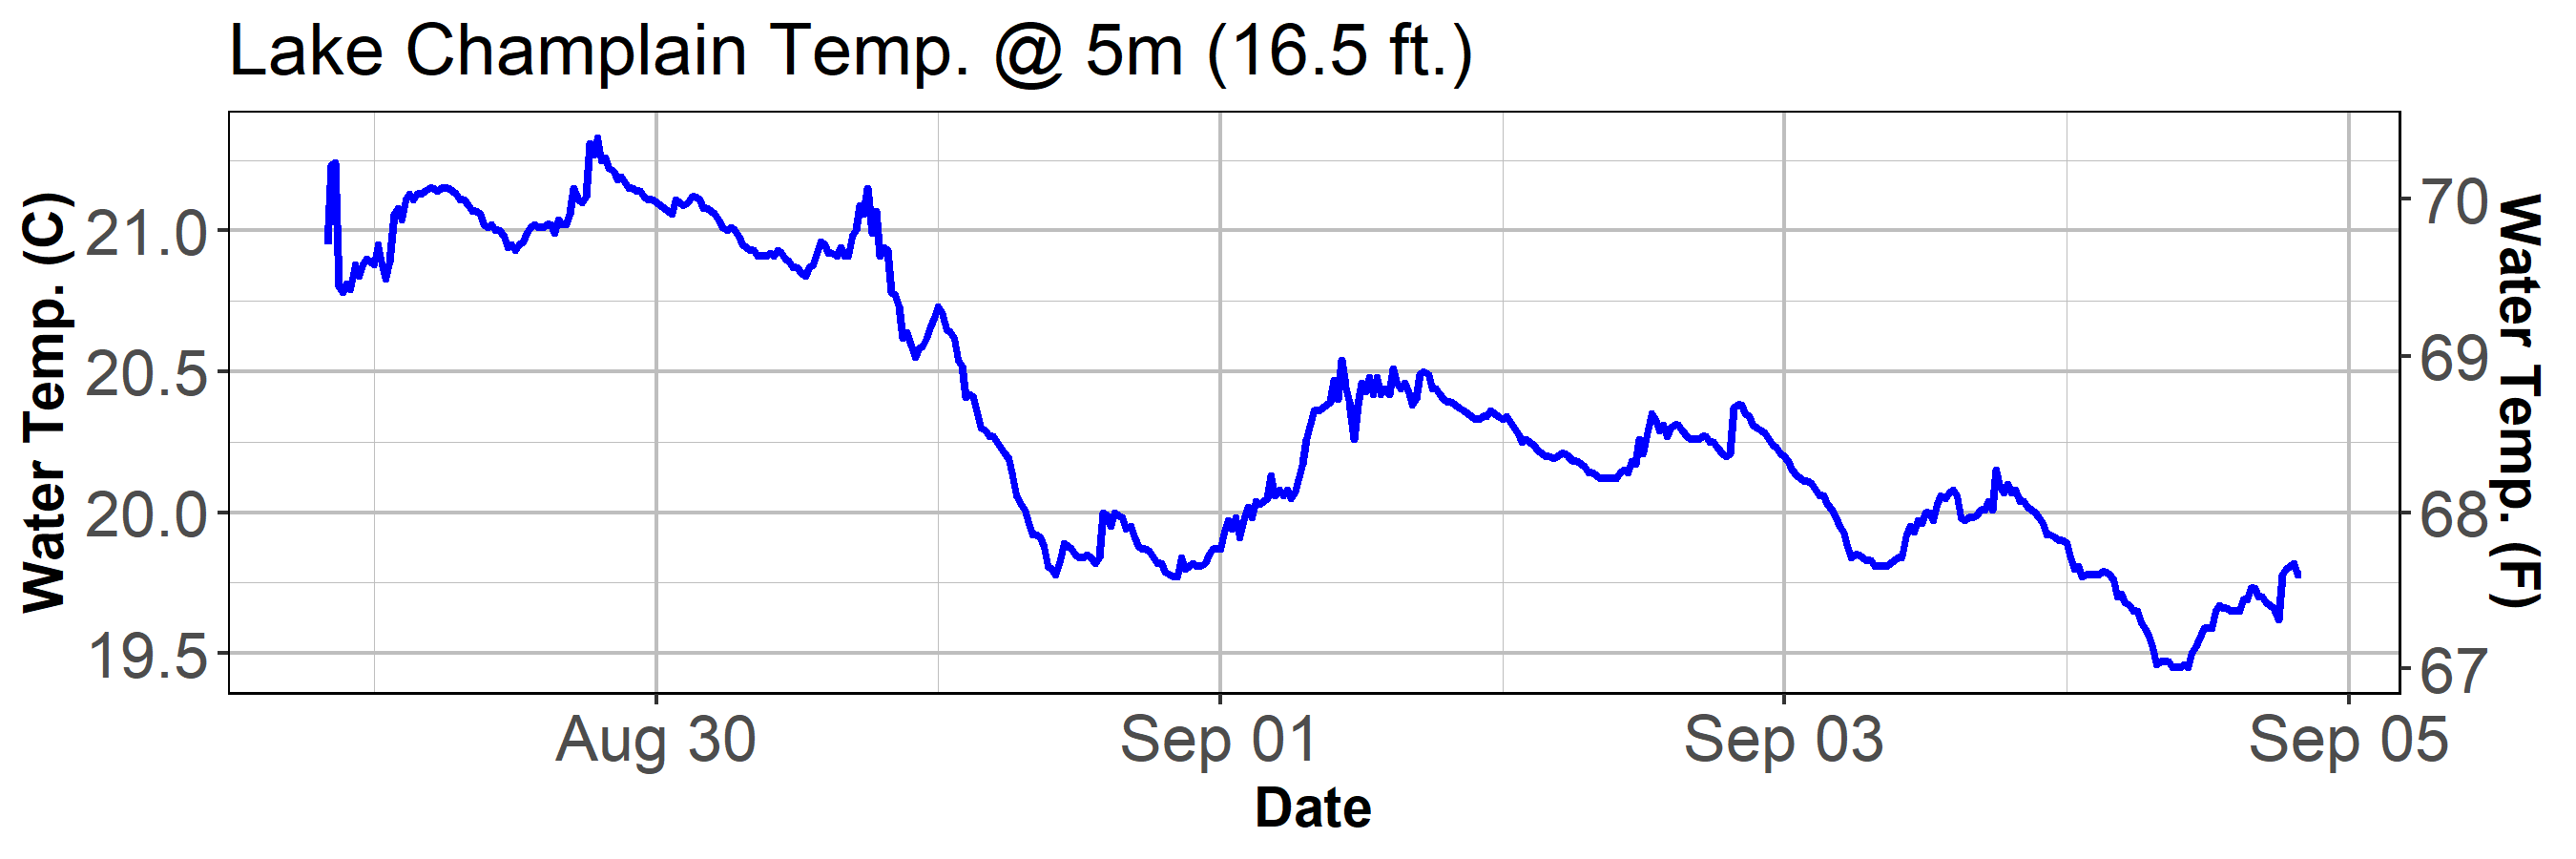 Lake Champlain Temp. @ 5m (16.5 ft.)
Water Temp. (C)
21.0
20.5
20.0
19.5
70
69
68
67
Water Temp. (F)
Aug 30
Sep 01
Sep 03
Sep 05
Date